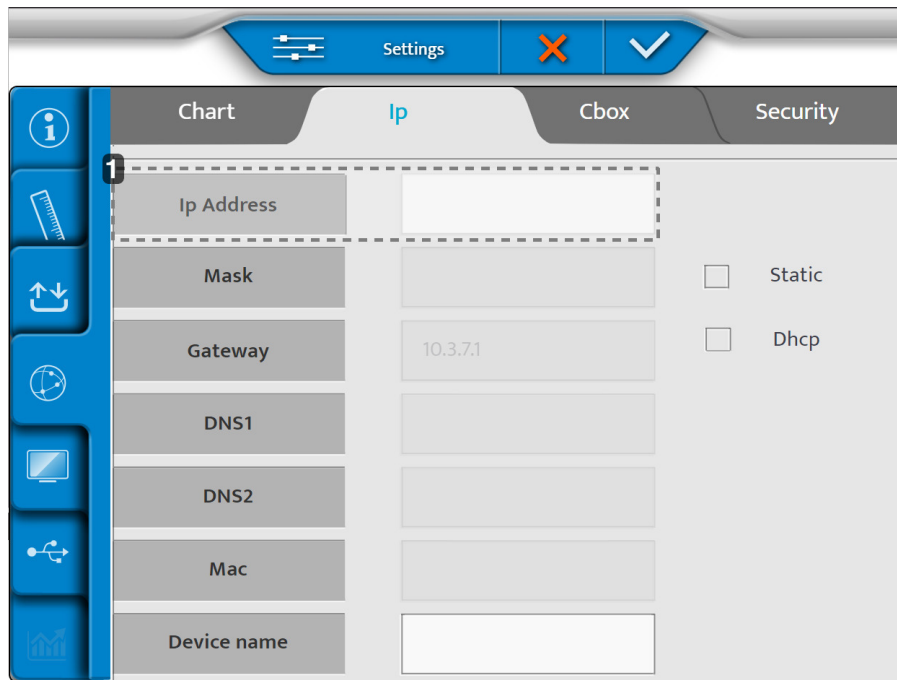 Settings
Chart Ip Cbox Security
1
Ip Address
Mask
Static
Gateway 10.3.7.1
Dhcp
DNS1
DNS2
Mac
Device name